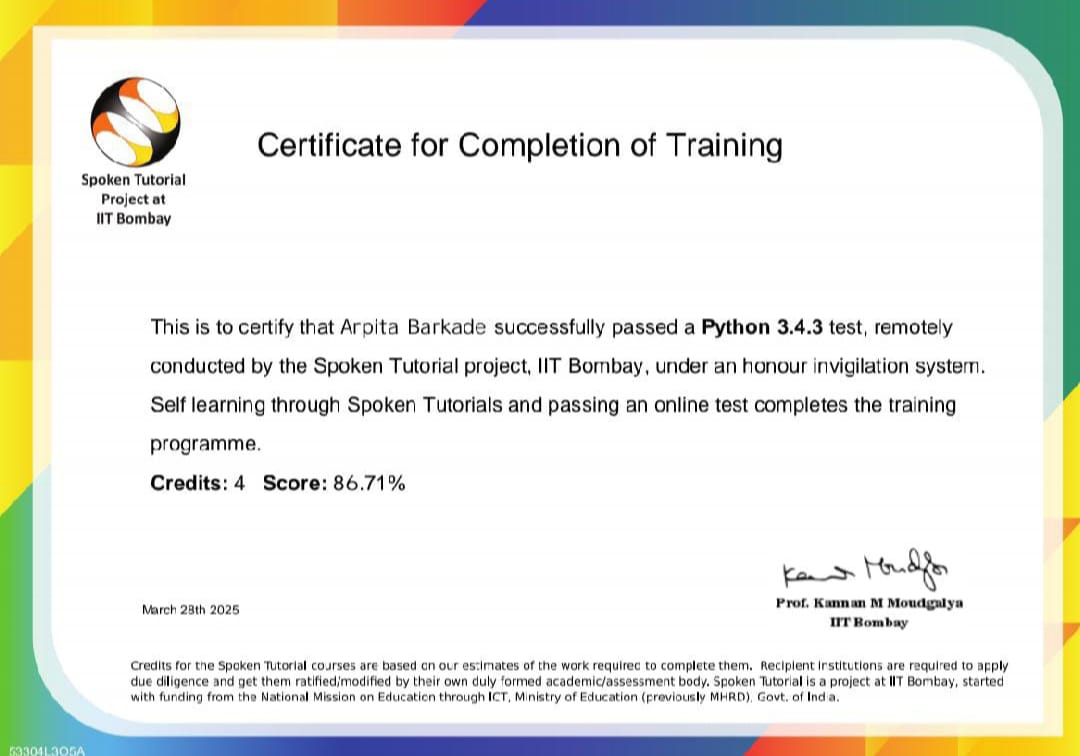 Certificate for Completion of Training
Spoken Tutorial
Project at
IIT Bombay
This is to certify that Arpita Barkade successfully passed a Python 3.4.3 test, remotely
conducted by the Spoken Tutorial project, IIT Bombay, under an honour invigilation system.
Self learning through Spoken Tutorials and passing an online test completes the training
programme.
Credits: 4 Score: 86.71%
Prof. Kannan M Moudgalya
IIT Bombay
March 28th 2025
Credits for the Spoken Tutorial courses are based on our estimates of the work required to complete them. Recipient institutions are required to apply
due diligence and get them ratified/modified by their own duly formed academic/assessment body. Spoken Tutorial is a project at IIT Bombay, started
with funding from the National Mission on Education through ICT, Ministry of Education (previously MHRD), Govt. of India.
53304L3OSA